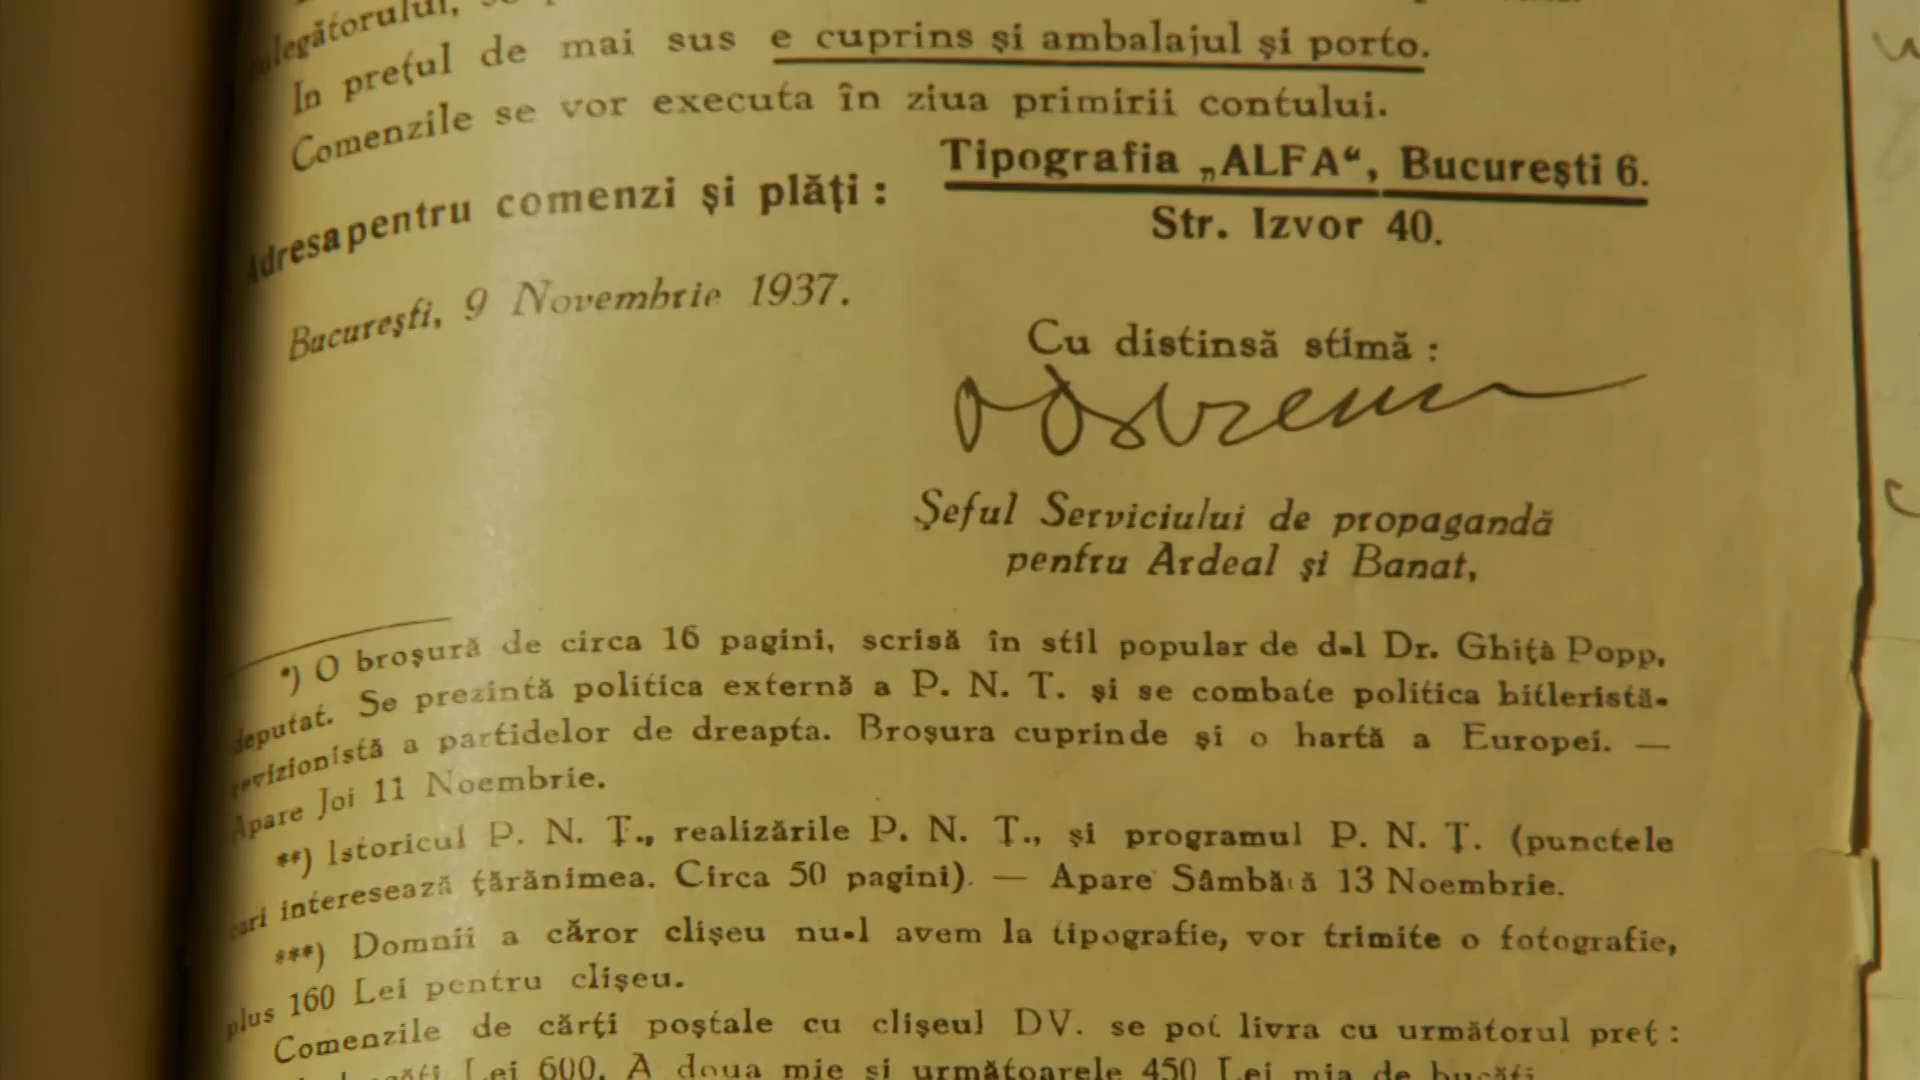 In prețul de mai sus e cuprins și ambalajul și porto.
Comenzile se vor executa în ziua primirii contului.
Adresa pentru comenzi și plăți : Tipografia „ALFA“, București 6.
Str. Izvor 40.
București, 9 Novembrie 1937.
Cu distinsă stimă :
Șeful Serviciului de propagandă
pentru Ardeal și Banat,
*) O broșură de circa 16 pagini, scrisă în stil popular de d-l Dr. Ghiță Popp,
deputat. Se prezintă politica externă a P. N. T. și se combate politica hitleristă-
revizionistă a partidelor de dreapta. Broșura cuprinde și o hartă a Europei. —
Apare Joi 11 Noembrie.
**) Istoricul P. N. Ț., realizările P. N. Ț., și programul P. N. Ț. (punctele
cari interesează țărănimea. Circa 50 pagini). — Apare Sâmbătă 13 Noembrie.
***) Domnii a căror clișeu nu-l avem la tipografie, vor trimite o fotografie,
plus 160 Lei pentru clișeu.
Comenzile de cărți poștale cu clișeul DV. se pot livra cu următorul preț :
Lei 600. A doua mie și următoarele 450 Lei mia de bucăți